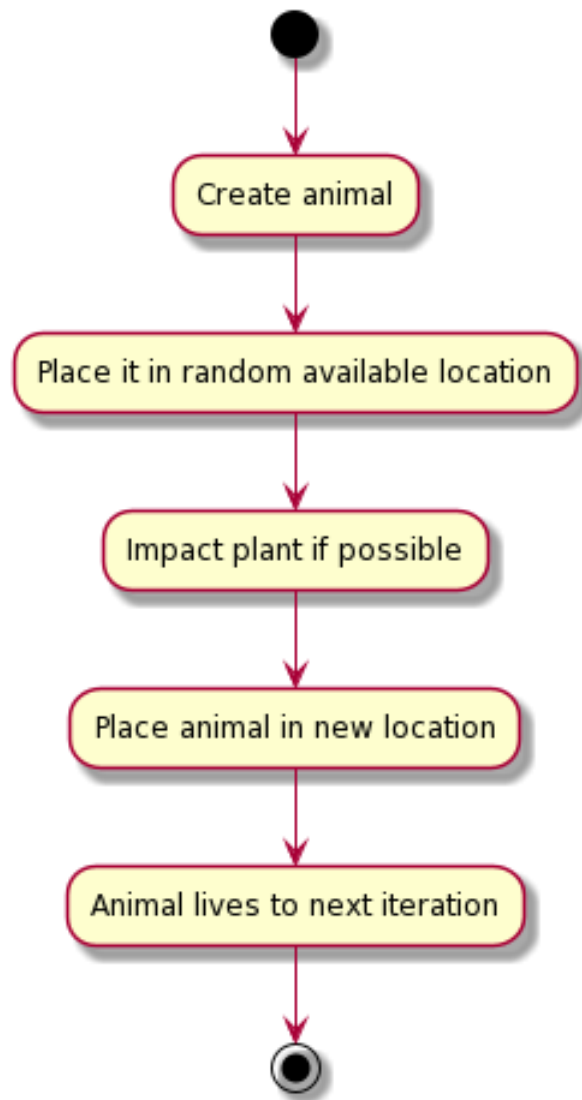 Create animal
Place it in random available location
Impact plant if possible
Place animal in new location
Animal lives to next iteration